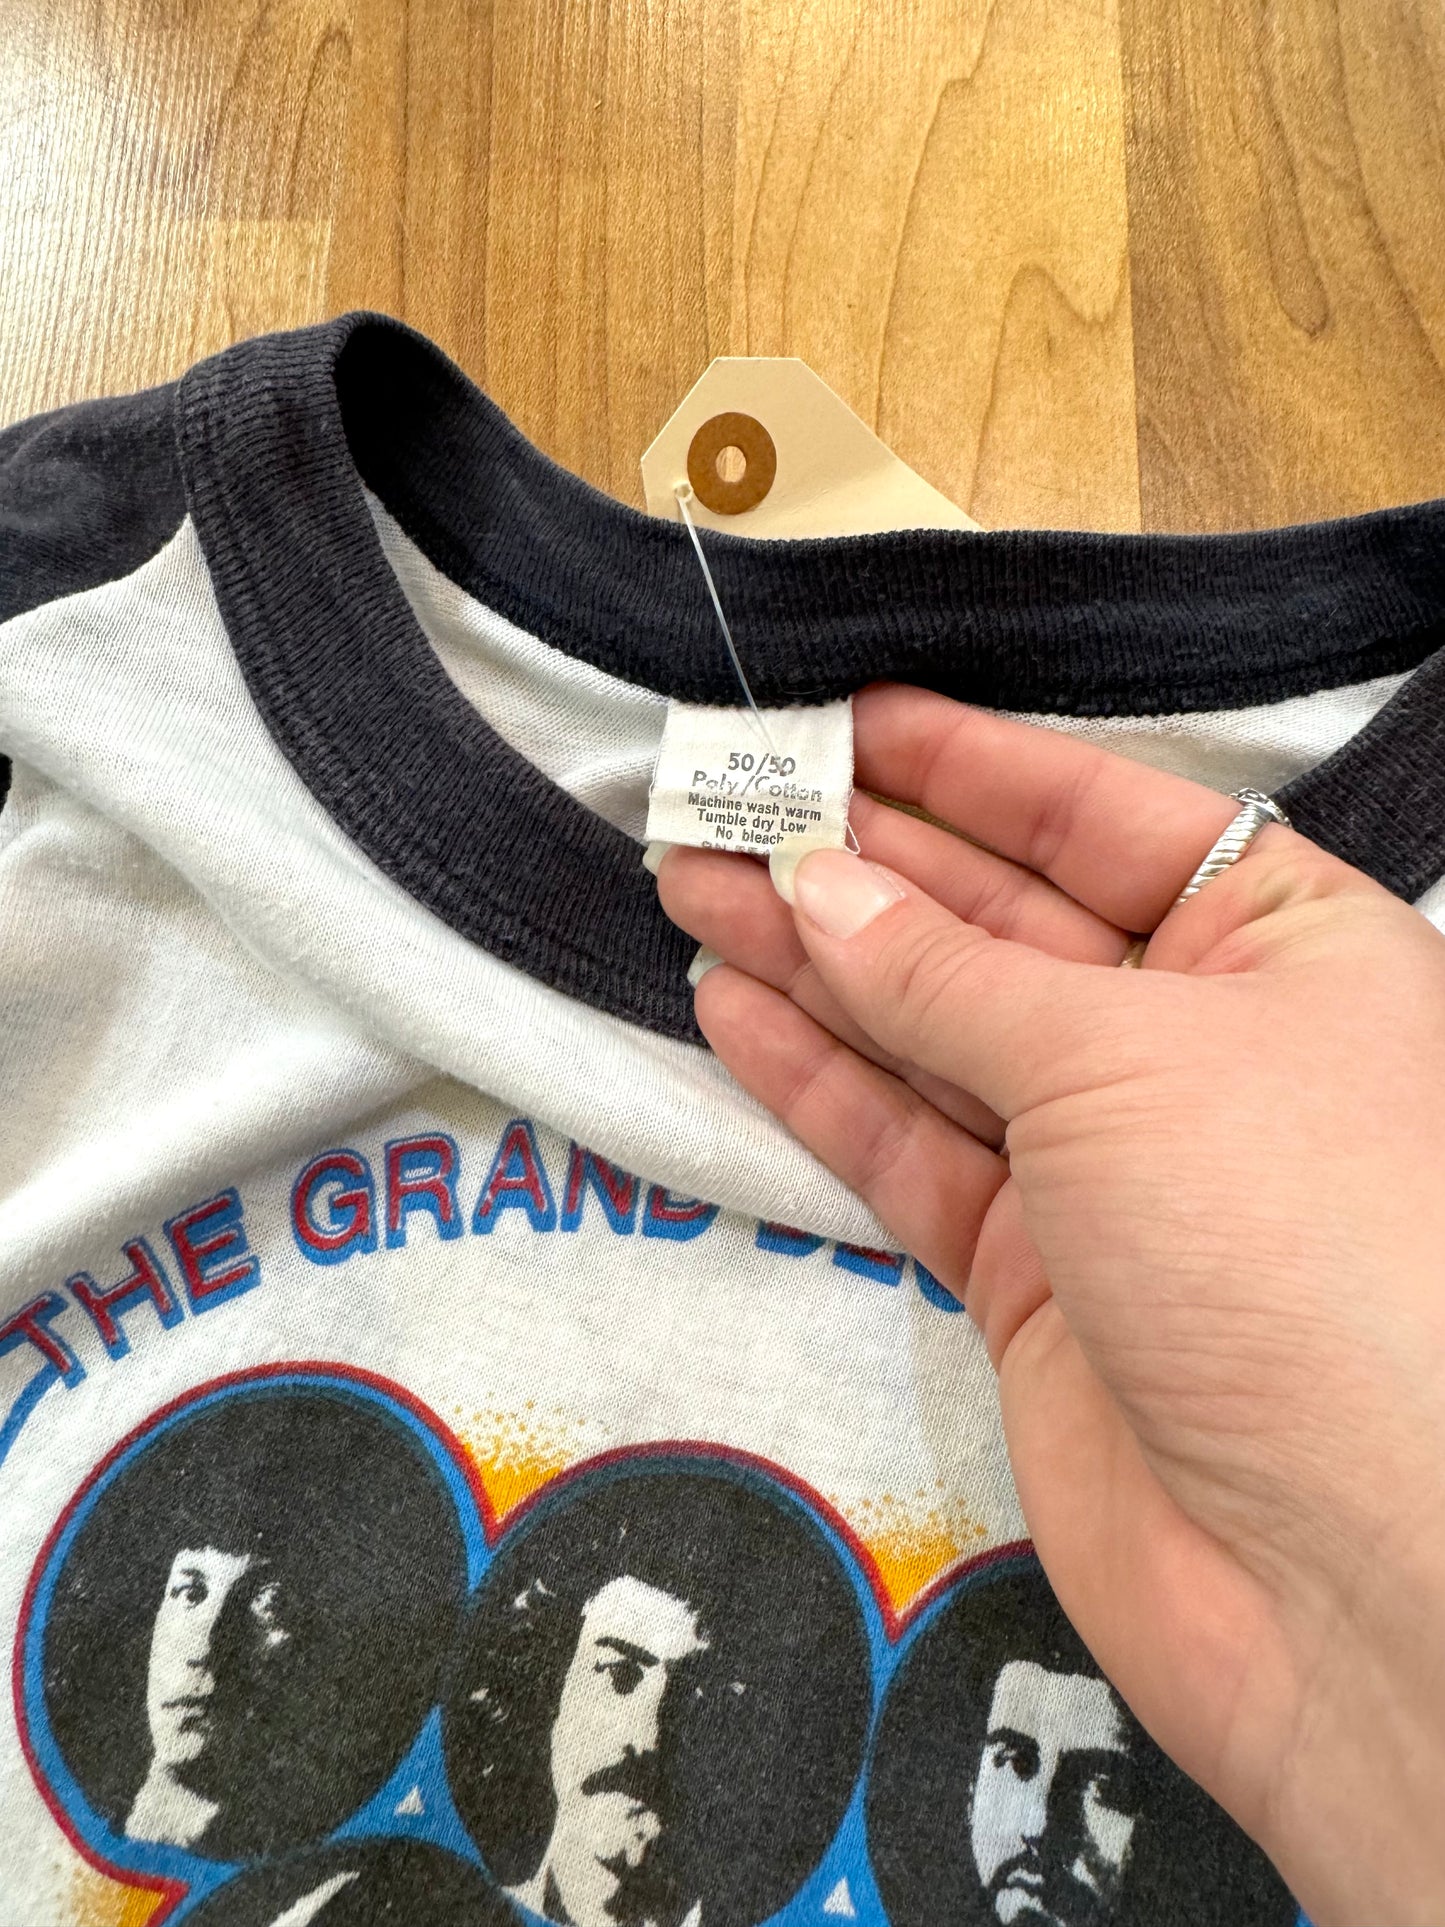 50/50
Poly/Cotton
Machine wash warm
Tumble dry Low
No bleach
THE GRAND